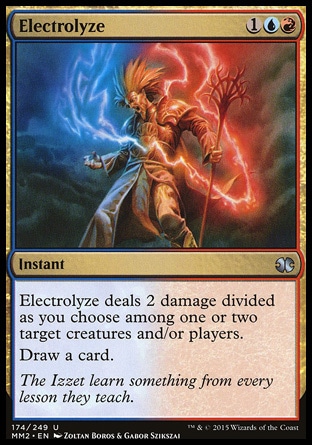 Electrolyze 1
Instant
Electrolyze deals 2 damage divided
as you choose among one or two
target creatures and/or players.
Draw a card.
The Izzet learn something from every
lesson they teach.
174/249 U
MM2 • EN Zoltan Boros & Gabor Szikszai
™ & © 2015 Wizards of the Coast